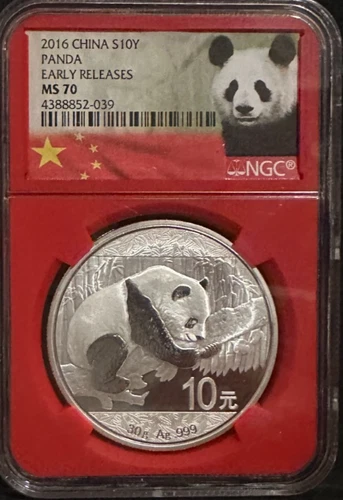 2016 CHINA S10Y
PANDA
EARLY RELEASES
MS 70
4388852-039
NGC®
10元
30g Ag 999